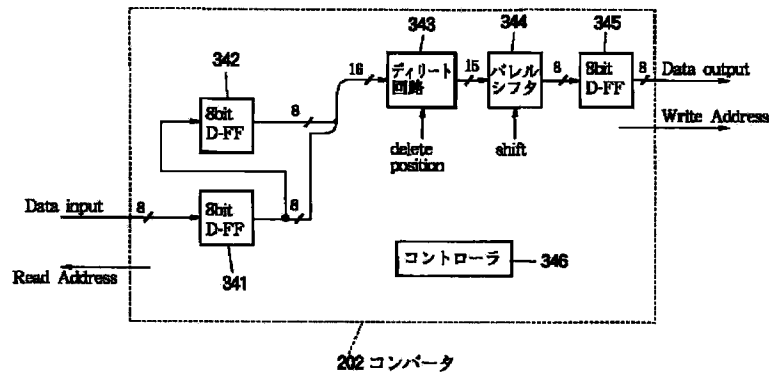 343
344
345
342
16
ディリート
回路
15
バレル
シフタ
8
8bit
D-FF
8
Data output
8bit
D-FF
8
Write Address
delete
position
shift
Data input
8
8bit
D-FF
8
Read Address
341
コントローラ
346
202 コンバータ